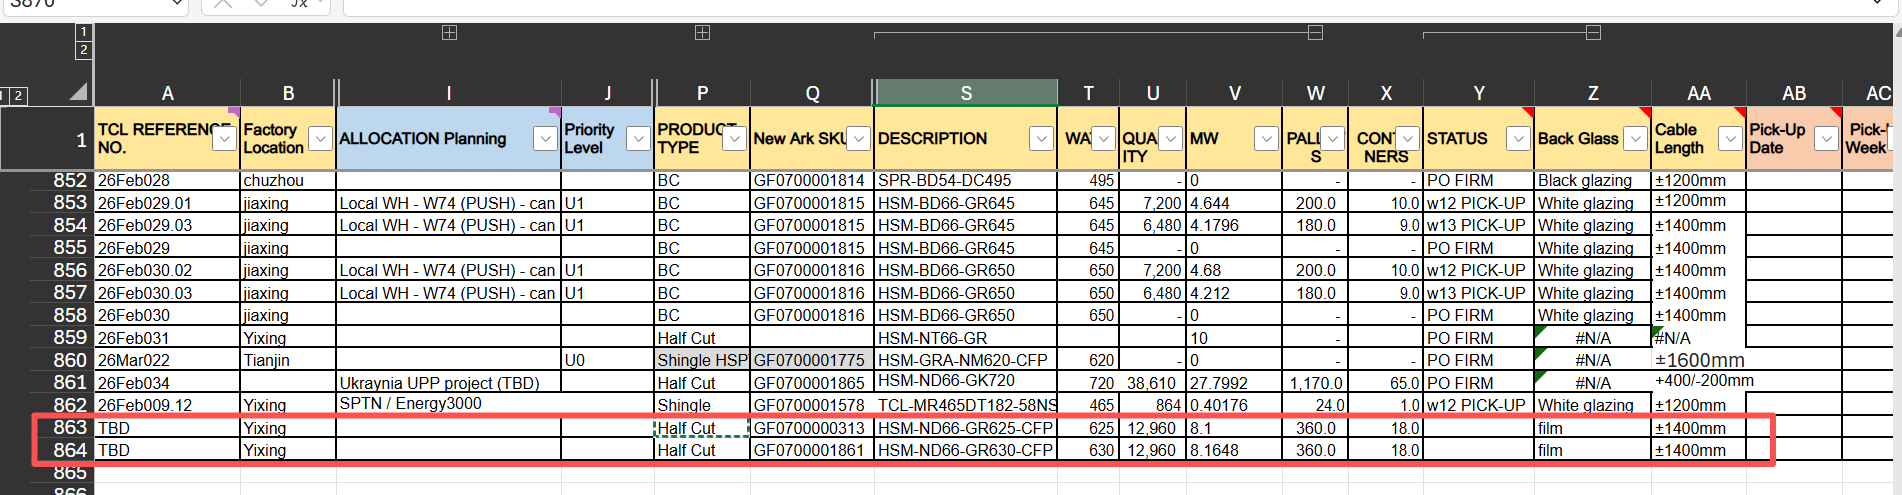 S870
fx
1
2
1 2
A B I J P Q S T U V W X Y Z AA AB AC
1 TCL REFERENCE NO. Factory Location ALLOCATION Planning Priority Level PRODUCT TYPE New Ark SKU DESCRIPTION WA QUA ITY MW PALL S CONT NERS STATUS Back Glass Cable Length Pick-Up Date Pick- Week
852 26Feb028 chuzhou BC GF0700001814 SPR-BD54-DC495 495 - 0 - - PO FIRM Black glazing ±1200mm
853 26Feb029.01 jiaxing Local WH - W74 (PUSH) - can U1 BC GF0700001815 HSM-BD66-GR645 645 7,200 4.644 200.0 10.0 w12 PICK-UP White glazing ±1200mm
854 26Feb029.03 jiaxing Local WH - W74 (PUSH) - can U1 BC GF0700001815 HSM-BD66-GR645 645 6,480 4.1796 180.0 9.0 w13 PICK-UP White glazing ±1400mm
855 26Feb029 jiaxing BC GF0700001815 HSM-BD66-GR645 645 - 0 - - PO FIRM White glazing ±1400mm
856 26Feb030.02 jiaxing Local WH - W74 (PUSH) - can U1 BC GF0700001816 HSM-BD66-GR650 650 7,200 4.68 200.0 10.0 w12 PICK-UP White glazing ±1400mm
857 26Feb030.03 jiaxing Local WH - W74 (PUSH) - can U1 BC GF0700001816 HSM-BD66-GR650 650 6,480 4.212 180.0 9.0 w13 PICK-UP White glazing ±1400mm
858 26Feb030 jiaxing BC GF0700001816 HSM-BD66-GR650 650 - 0 - - PO FIRM White glazing ±1400mm
859 26Feb031 Yixing Half Cut HSM-NT66-GR 10 - - PO FIRM #N/A #N/A
860 26Mar022 Tianjin U0 Shingle HSP GF0700001775 HSM-GRA-NM620-CFP 620 - 0 - - PO FIRM #N/A ±1600mm
861 26Feb034 Ukraynia UPP project (TBD) Half Cut GF0700001865 HSM-ND66-GK720 720 38,610 27.7992 1,170.0 65.0 PO FIRM #N/A +400/-200mm
862 26Feb009.12 Yixing SPTN / Energy3000 Shingle GF0700001578 TCL-MR465DT182-58NS 465 864 0.40176 24.0 1.0 w12 PICK-UP White glazing ±1200mm
863 TBD Yixing Half Cut GF0700000313 HSM-ND66-GR625-CFP 625 12,960 8.1 360.0 18.0 film ±1400mm
864 TBD Yixing Half Cut GF0700001861 HSM-ND66-GR630-CFP 630 12,960 8.1648 360.0 18.0 film ±1400mm
865
866